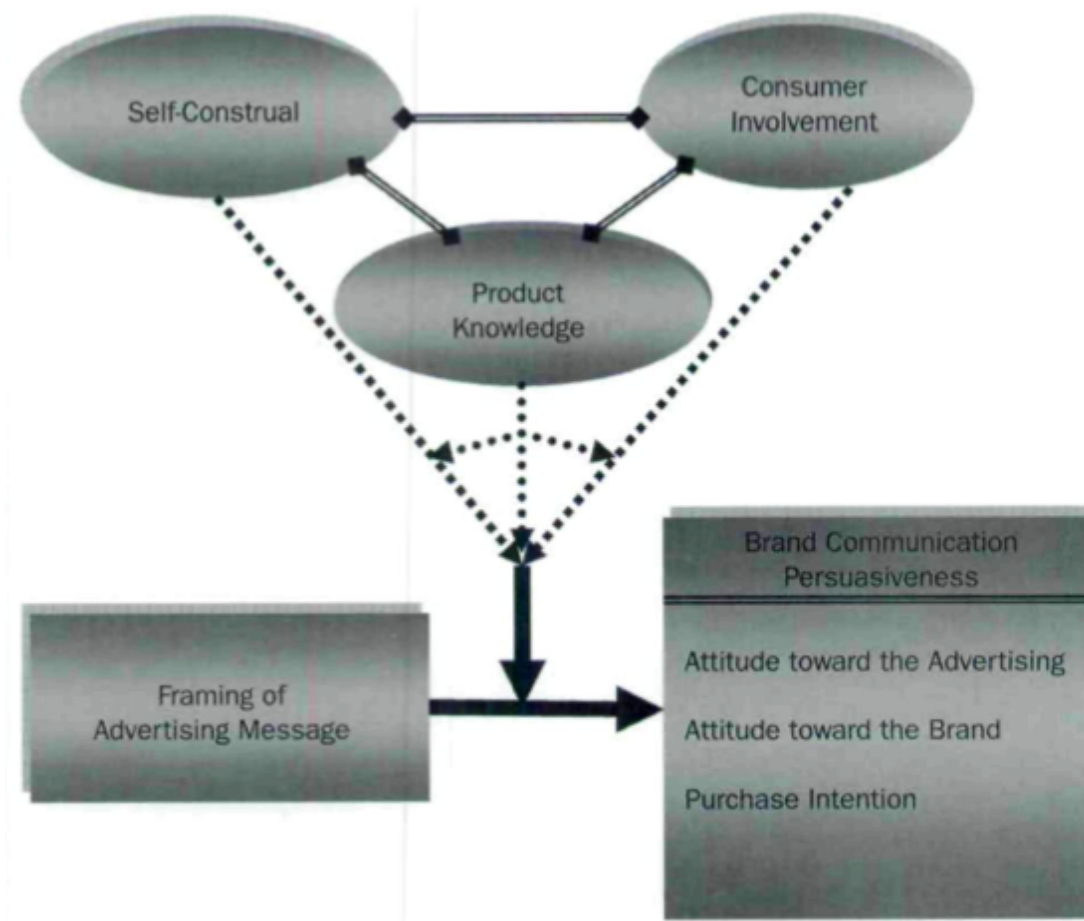 Self-Construal
Consumer
Involvement
Product
Knowledge
Framing of
Advertising Message
Brand Communication
Persuasiveness
Attitude toward the Advertising
Attitude toward the Brand
Purchase Intention